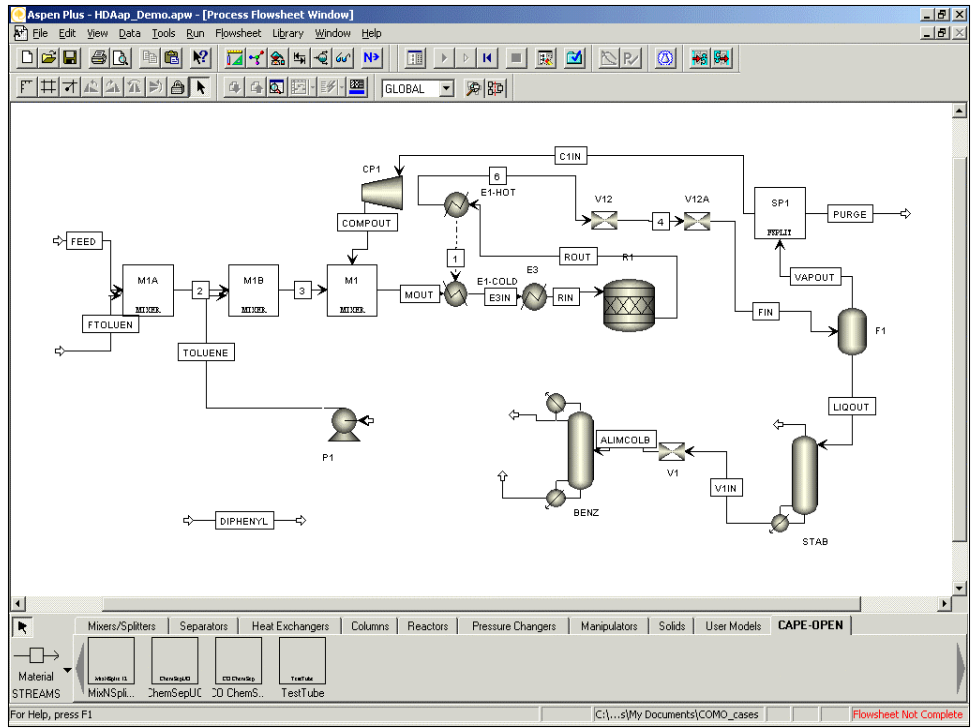 Aspen Plus - HDAap_Demo.apw - [Process Flowsheet Window]
File Edit View Data Tools Run Flowsheet Library Window Help
N>
GLOBAL
C1IN
CP1
6
E1-HOT
V12
V12A
SP1
FSPLIT
PURGE
COMPOUT
4
FEED
ROUT
R1
1
VAPOUT
M1A
MIXER
2
M1B
MIXER
3
M1
MIXER
MOUT
E1-COLD
E3IN
E3
RIN
FIN
F1
FTOLUEN
TOLUENE
LIQOUT
ALIMCOLB
P1
V1
V1IN
BENZ
DIPHENYL
STAB
Mixers/Splitters Separators Heat Exchangers Columns Reactors Pressure Changers Manipulators Solids User Models CAPE-OPEN
Material
STREAMS
ChemSepUO
CO ChemSep
TestTube
MixNSpli... ChemSepUC CO ChemS... TestTube
For Help, press F1
C:\...s\My Documents\COMO_cases
Flowsheet Not Complete